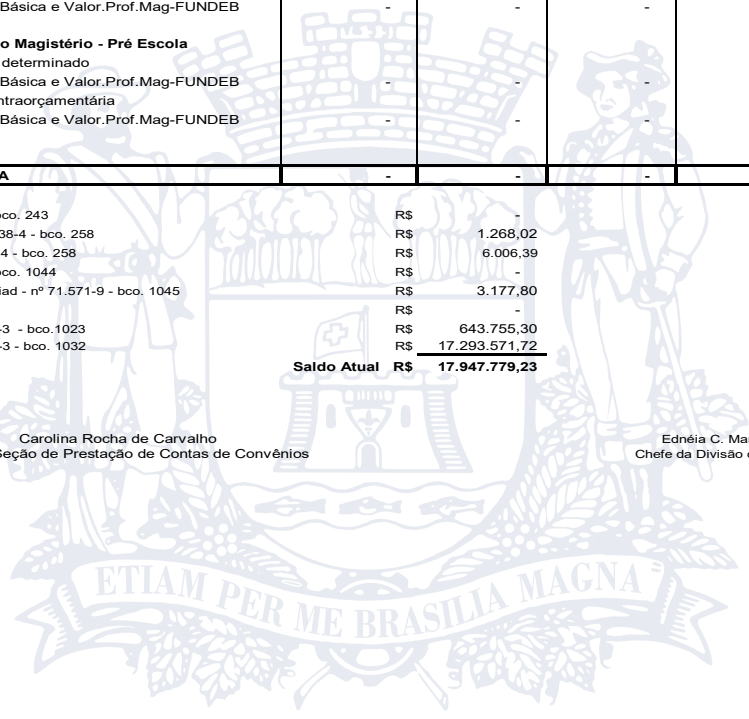 Básica e Valor.Prof.Mag-FUNDEB - - -
o Magistério - Pré Escola
determinado
Básica e Valor.Prof.Mag-FUNDEB - - -
ntraorçamentária
Básica e Valor.Prof.Mag-FUNDEB - - -
A - - -
bco. 243 R$ -
38-4 - bco. 258 R$ 1.268,02
4 - bco. 258 R$ 6.006,39
bco. 1044 R$ -
iad - nº 71.571-9 - bco. 1045 R$ 3.177,80
R$ -
-3 - bco.1023 R$ 643.755,30
-3 - bco. 1032 R$ 17.293.571,72
Saldo Atual R$ 17.947.779,23
Carolina Rocha de Carvalho Ednéia C. Mar
Seção de Prestação de Contas de Convênios Chefe da Divisão d
ETIAM PER ME BRASILIA MAGNA